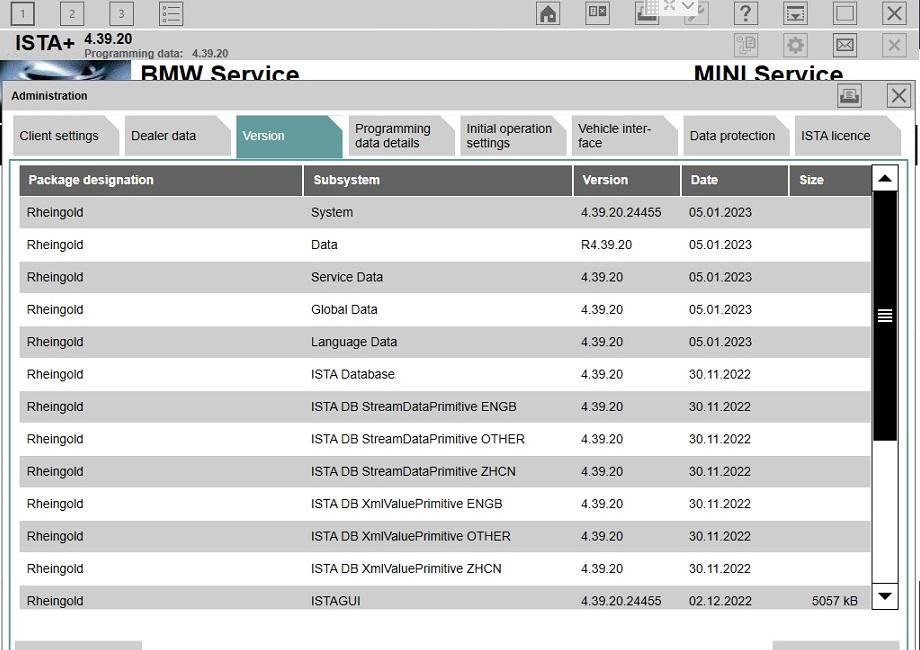 1 2 3 ?
ISTA+ 4.39.20
Programming data: 4.39.20
BMW Service MINI Service
Administration
Client settings Dealer data Version Programming data details Initial operation settings Vehicle inter-face Data protection ISTA licence
Package designation Subsystem Version Date Size
Rheingold System 4.39.20.24455 05.01.2023
Rheingold Data R4.39.20 05.01.2023
Rheingold Service Data 4.39.20 05.01.2023
Rheingold Global Data 4.39.20 05.01.2023
Rheingold Language Data 4.39.20 05.01.2023
Rheingold ISTA Database 4.39.20 30.11.2022
Rheingold ISTA DB StreamDataPrimitive ENGB 4.39.20 30.11.2022
Rheingold ISTA DB StreamDataPrimitive OTHER 4.39.20 30.11.2022
Rheingold ISTA DB StreamDataPrimitive ZHCN 4.39.20 30.11.2022
Rheingold ISTA DB XmlValuePrimitive ENGB 4.39.20 30.11.2022
Rheingold ISTA DB XmlValuePrimitive OTHER 4.39.20 30.11.2022
Rheingold ISTA DB XmlValuePrimitive ZHCN 4.39.20 30.11.2022
Rheingold ISTAGUI 4.39.20.24455 02.12.2022 5057 kB